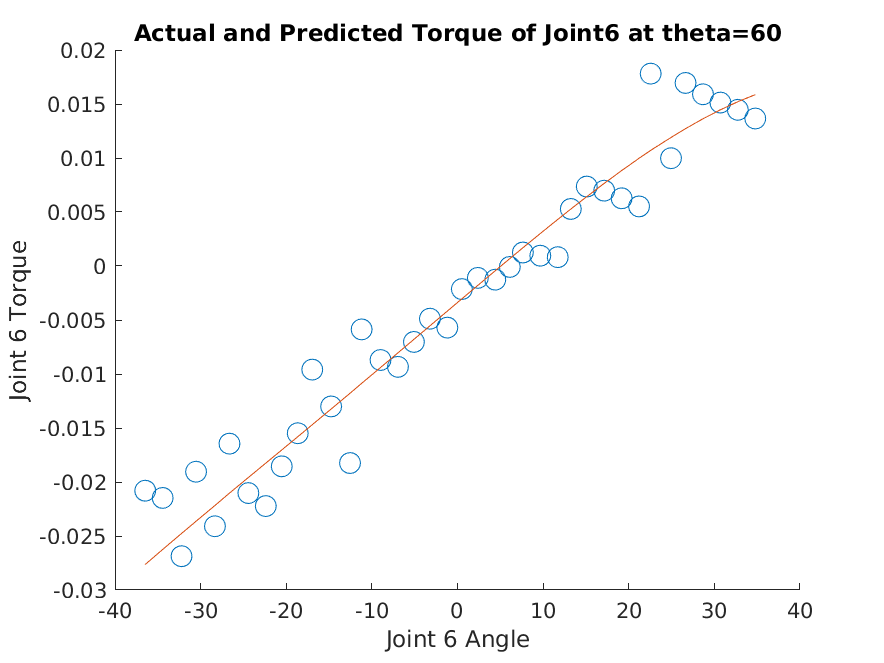 Actual and Predicted Torque of Joint6 at theta=60
0.02
0.015
0.01
0.005
0
-0.005
-0.01
-0.015
-0.02
-0.025
-0.03
Joint 6 Torque
-40 -30 -20 -10 0 10 20 30 40
Joint 6 Angle